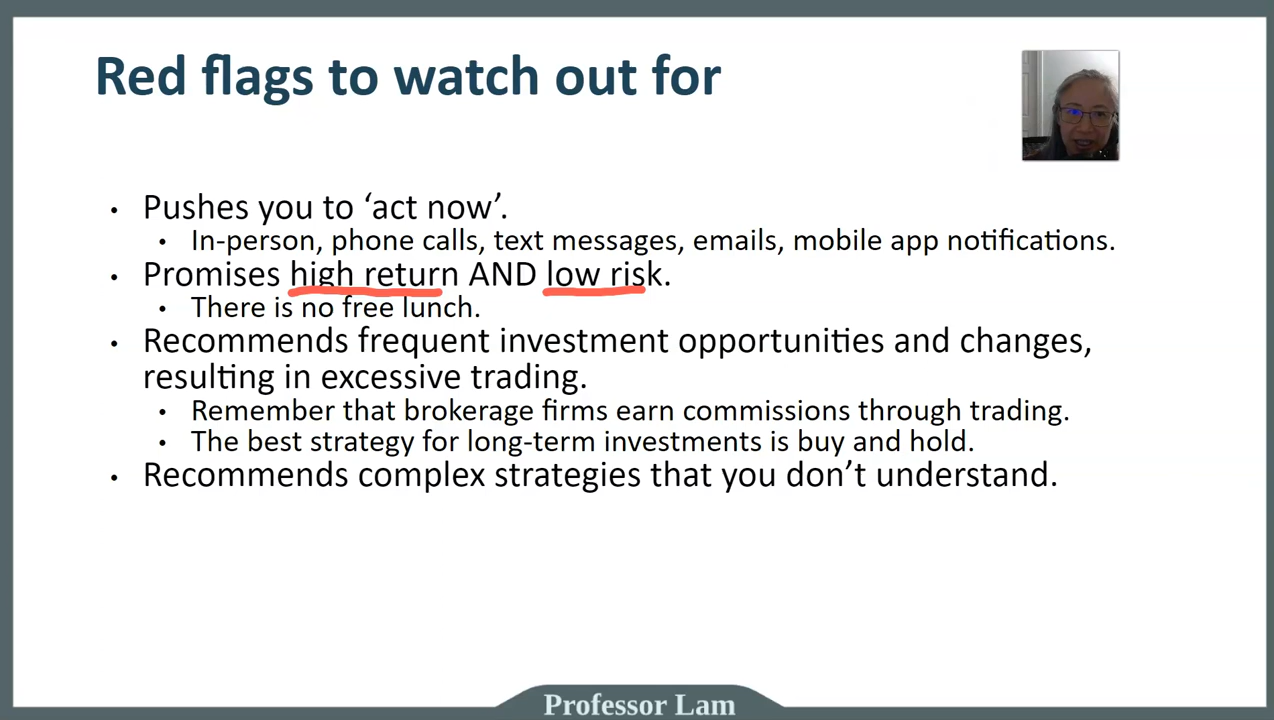 Red flags to watch out for
• Pushes you to ‘act now’.
• In-person, phone calls, text messages, emails, mobile app notifications.
• Promises high return AND low risk.
• There is no free lunch.
• Recommends frequent investment opportunities and changes,
resulting in excessive trading.
• Remember that brokerage firms earn commissions through trading.
• The best strategy for long-term investments is buy and hold.
• Recommends complex strategies that you don’t understand.
Professor Lam